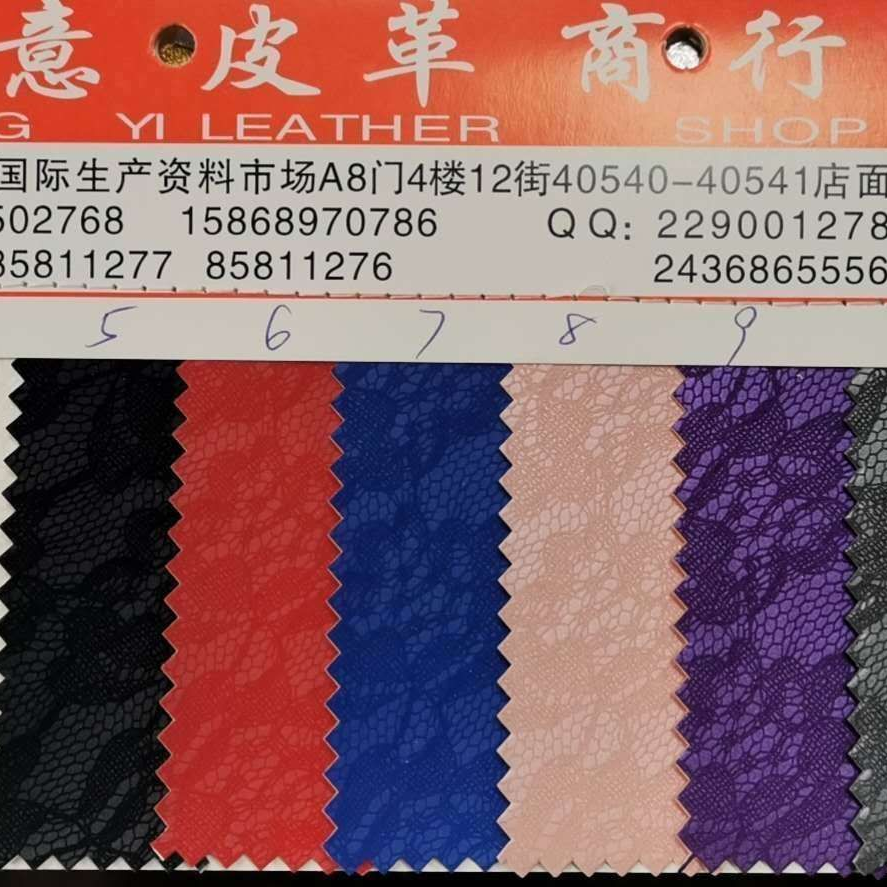 意皮革商行
G YI LEATHER SHOP
国际生产资料市场A8门4楼12街40540-40541店面
502768 15868970786 QQ: 229001278
85811277 85811276 2436865556
5 6 7 8 9